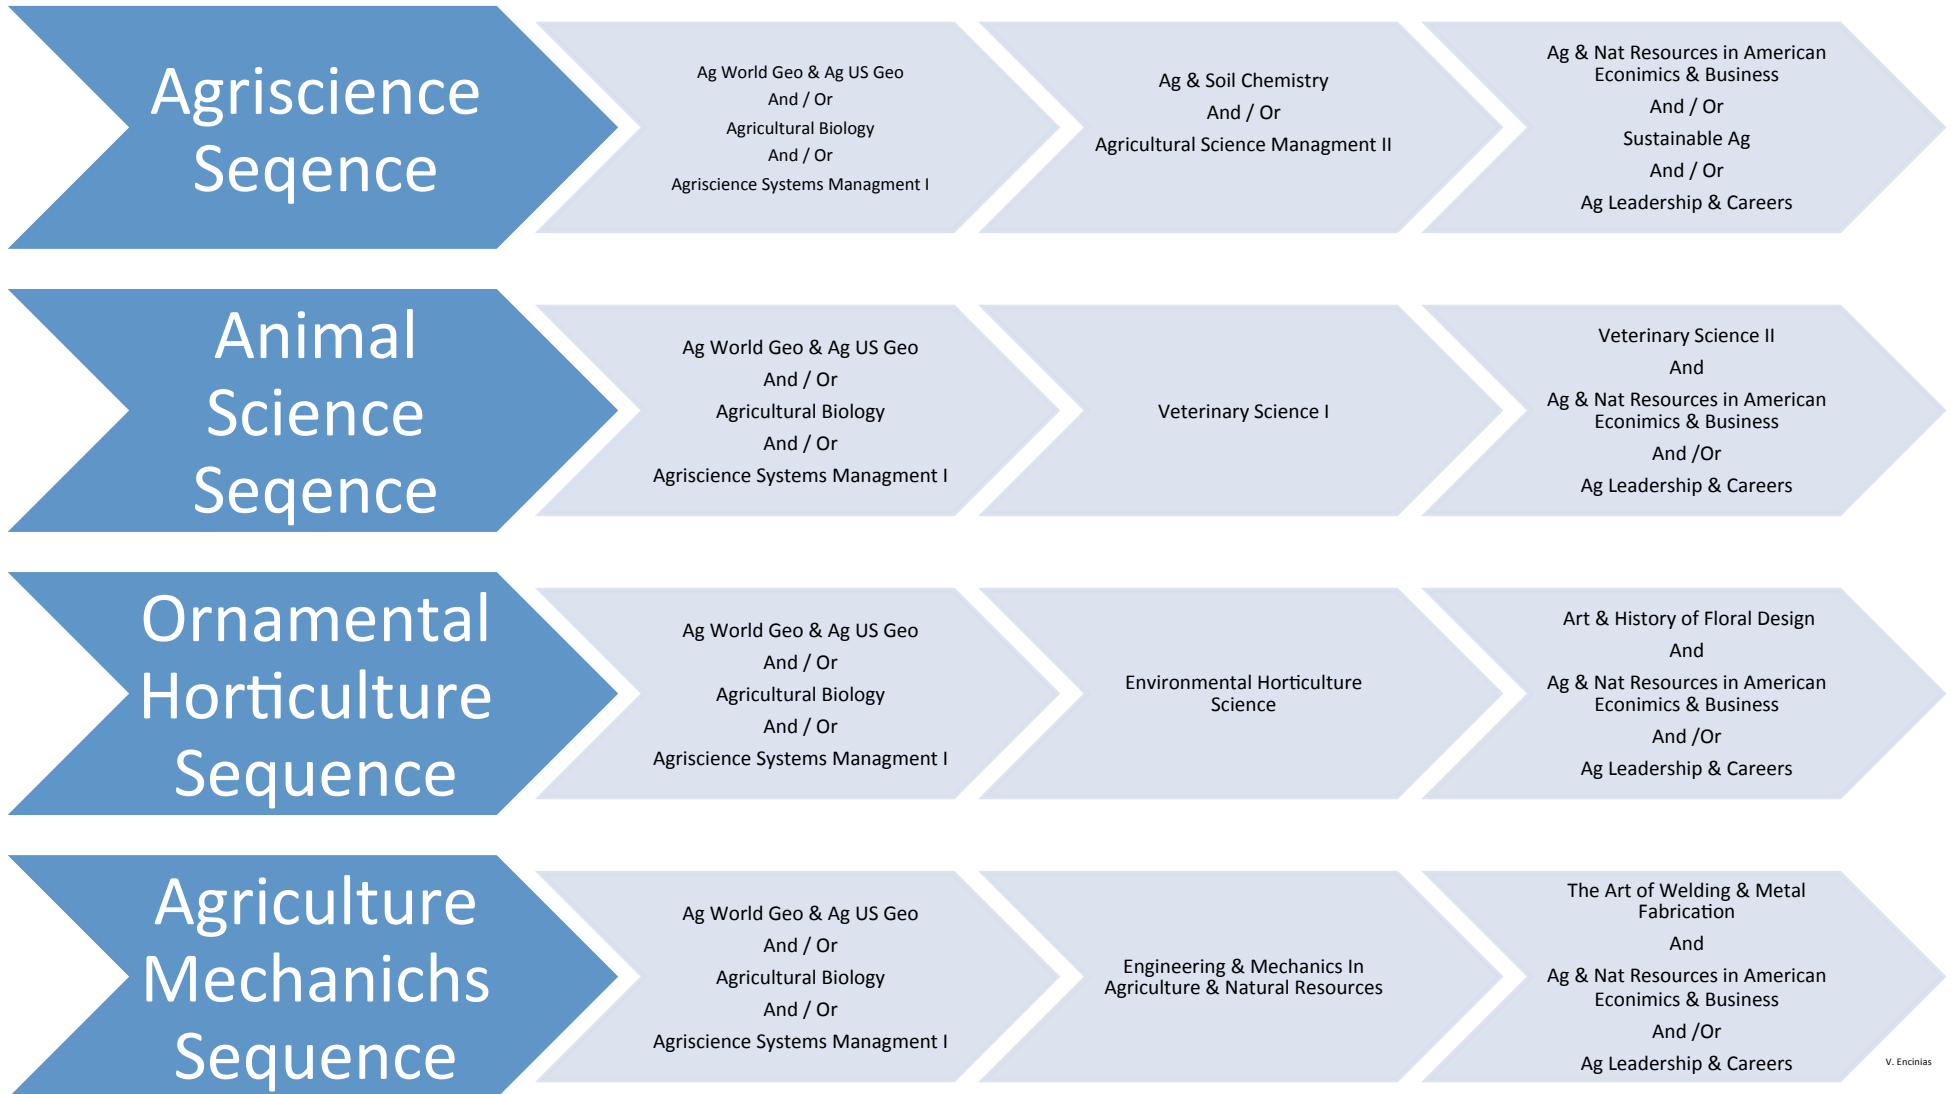 Agriscience
Seqence
Ag World Geo & Ag US Geo
And / Or
Agricultural Biology
And / Or
Agriscience Systems Managment I
Ag & Soil Chemistry
And / Or
Agricultural Science Managment II
Ag & Nat Resources in American
Econimics & Business
And / Or
Sustainable Ag
And / Or
Ag Leadership & Careers
Animal
Science
Seqence
Ag World Geo & Ag US Geo
And / Or
Agricultural Biology
And / Or
Agriscience Systems Managment I
Veterinary Science I
Veterinary Science II
And
Ag & Nat Resources in American
Econimics & Business
And /Or
Ag Leadership & Careers
Ornamental
Horticulture
Sequence
Ag World Geo & Ag US Geo
And / Or
Agricultural Biology
And / Or
Agriscience Systems Managment I
Environmental Horticulture
Science
Art & History of Floral Design
And
Ag & Nat Resources in American
Econimics & Business
And /Or
Ag Leadership & Careers
Agriculture
Mechanichs
Sequence
Ag World Geo & Ag US Geo
And / Or
Agricultural Biology
And / Or
Agriscience Systems Managment I
Engineering & Mechanics In
Agriculture & Natural Resources
The Art of Welding & Metal
Fabrication
And
Ag & Nat Resources in American
Econimics & Business
And /Or
Ag Leadership & Careers
V. Encinias